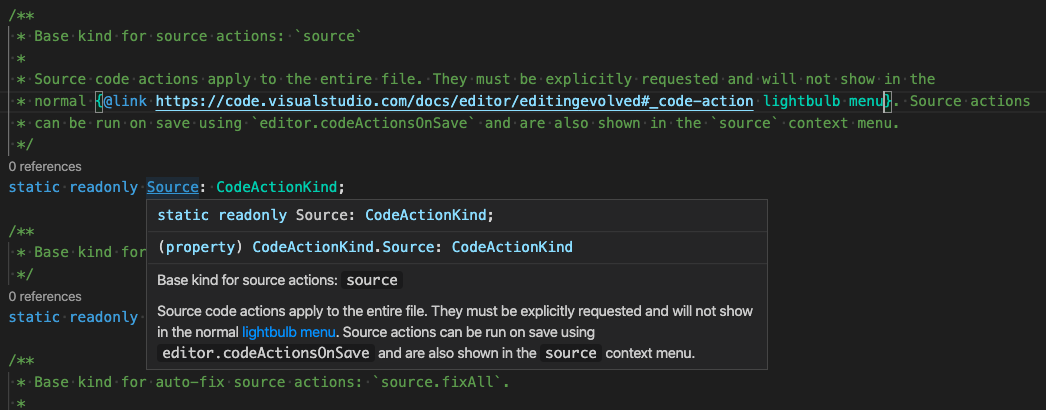 /**
* Base kind for source actions: `source`
*
* Source code actions apply to the entire file. They must be explicitly requested and will not show in the
* normal {@link https://code.visualstudio.com/docs/editor/editingevolved#_code-action lightbulb menu}. Source actions
* can be run on save using `editor.codeActionsOnSave` and are also shown in the `source` context menu.
*/
0 references
static readonly Source: CodeActionKind;
static readonly Source: CodeActionKind;
/**
(property) CodeActionKind.Source: CodeActionKind
* Base kind for
*/
Base kind for source actions: source
0 references
Source code actions apply to the entire file. They must be explicitly requested and will not show
static readonly
in the normal lightbulb menu. Source actions can be run on save using
editor.codeActionsOnSave and are also shown in the source context menu.
/**
* Base kind for auto-fix source actions: `source.fixAll`.
*